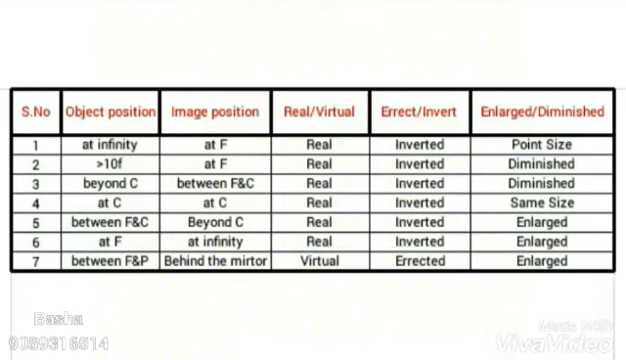 S.No Object position Image position Real/Virtual Errect/Invert Enlarged/Diminished
1 at infinity at F Real Inverted Point Size
2 >10f at F Real Inverted Diminished
3 beyond C between F&C Real Inverted Diminished
4 at C at C Real Inverted Same Size
5 between F&C Beyond C Real Inverted Enlarged
6 at F at infinity Real Inverted Enlarged
7 between F&P Behind the mirtor Virtual Errected Enlarged
Basha
Made With
VivaVideo